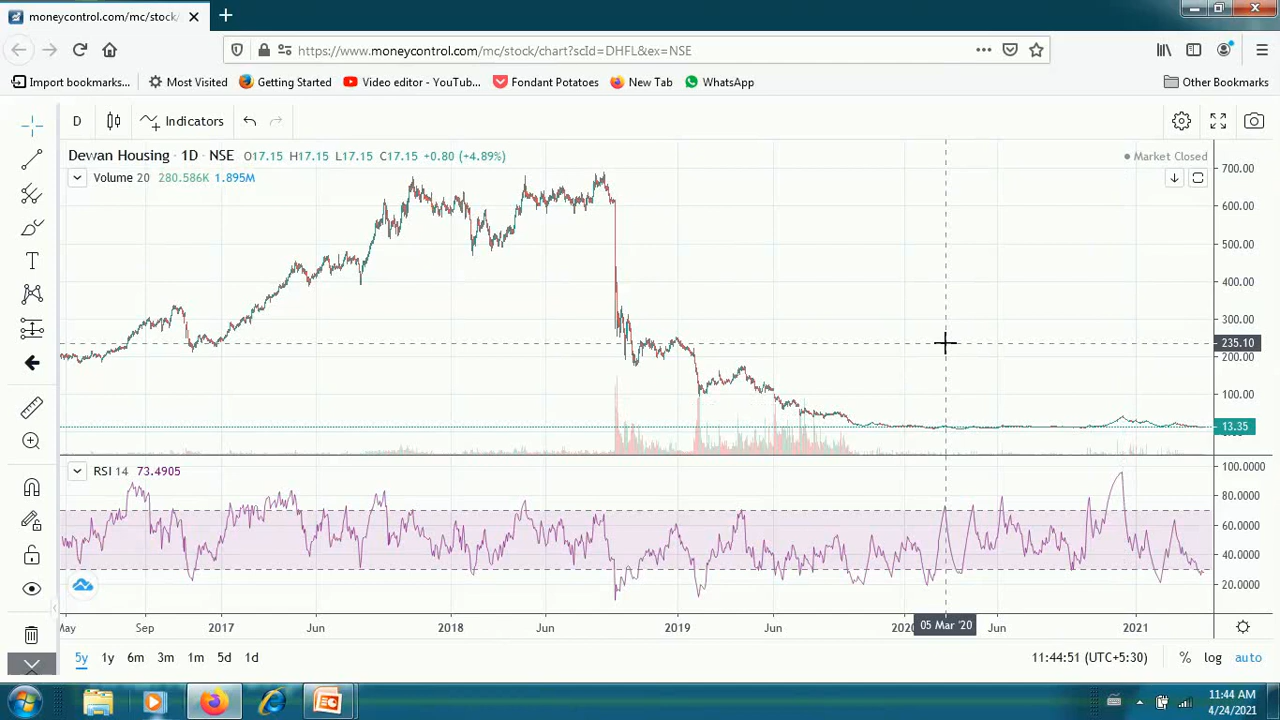 moneycontrol.com/mc/stock/
https://www.moneycontrol.com/mc/stock/chart?scId=DHFL&ex=NSE
Import bookmarks... Most Visited Getting Started Video editor - YouTub... Fondant Potatoes New Tab WhatsApp Other Bookmarks
D Indicators
Dewan Housing · 1D · NSE O17.15 H17.15 L17.15 C17.15 +0.80 (+4.89%) Market Closed
Volume 20 280.586K 1.895M
700.00
600.00
500.00
400.00
300.00
235.10
200.00
100.00
13.35
RSI 14 73.4905
100.0000
80.0000
60.0000
40.0000
20.0000
May Sep 2017 Jun 2018 Jun 2019 Jun 2020 05 Mar '20 Jun 2021
5y 1y 6m 3m 1m 5d 1d 11:44:51 (UTC+5:30) % log auto
11:44 AM
4/24/2021